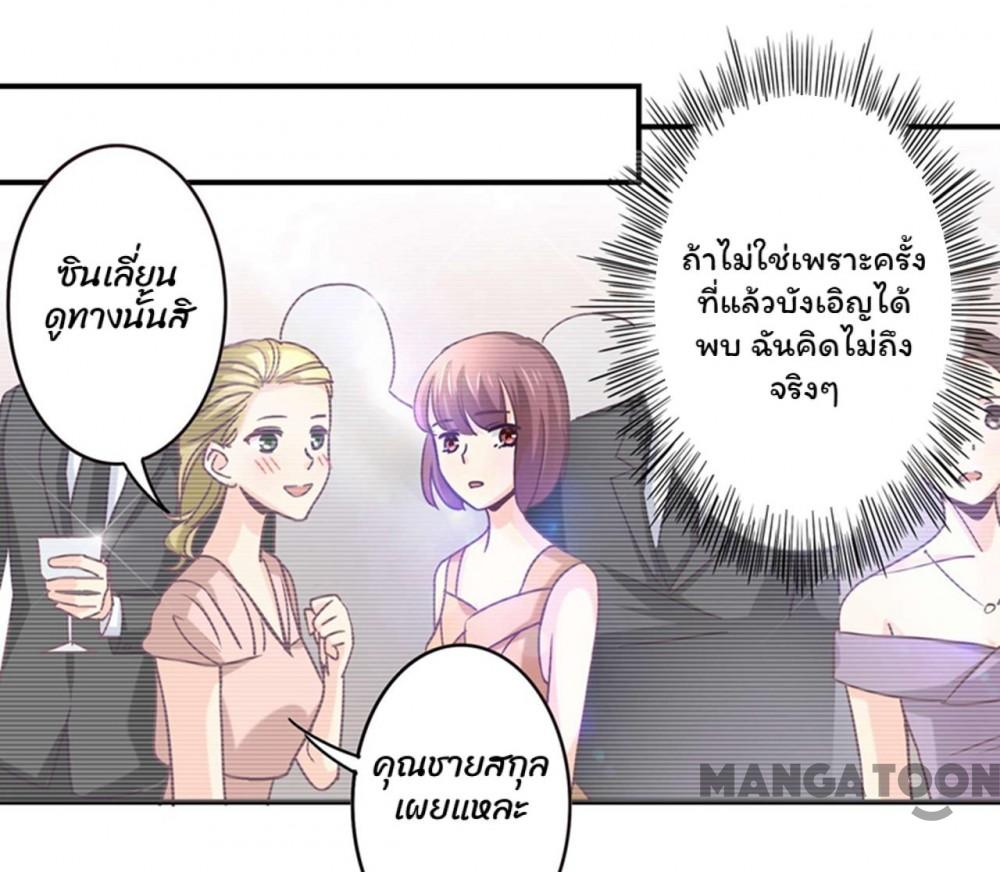 ซินเลี่ยน
ดูทางนั้นสิ
ถ้าไม่ใช่เพราะครั้ง
ที่แล้วบังเอิญได้
พบ ฉันคิดไม่ถึง
จริงๆ
คุณชายสกุล
เผยแหละ
MANGATOON